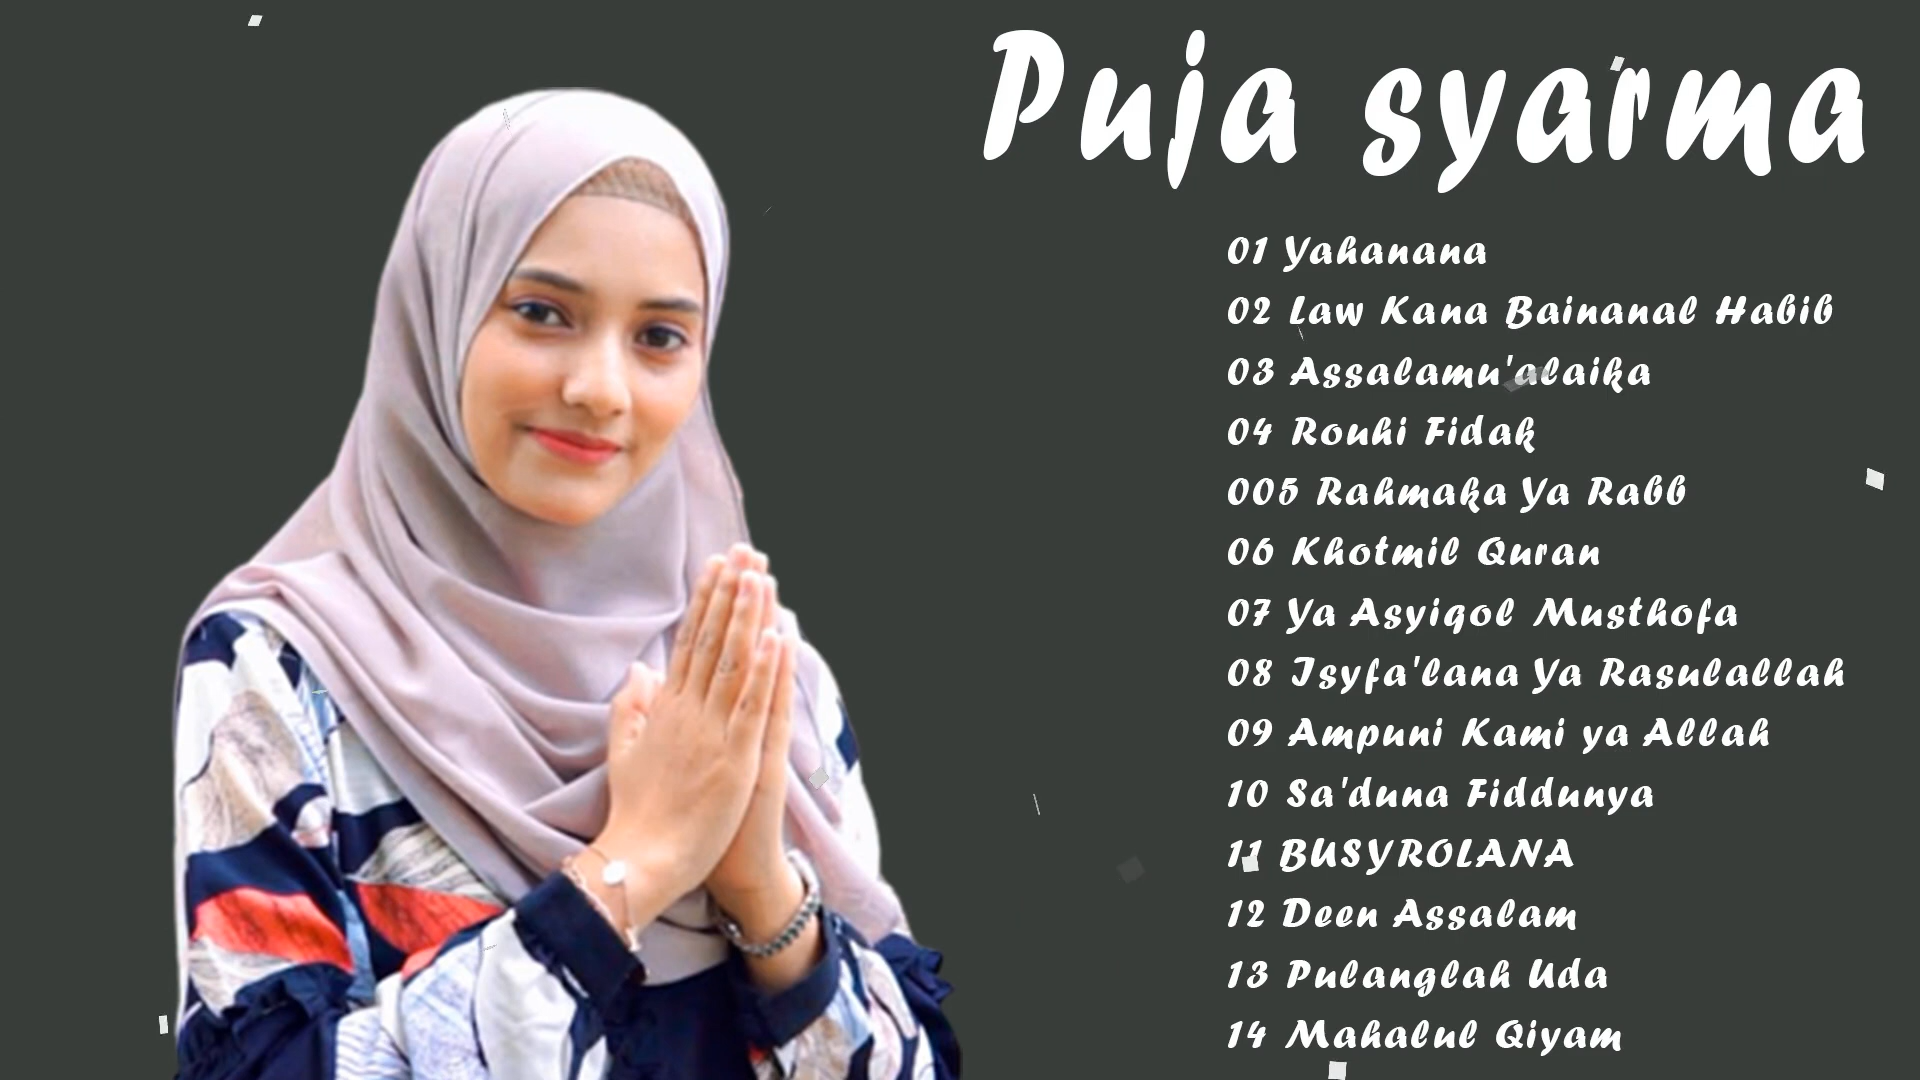 Puja syarma
01 Yahanana
02 Law Kana Bainanal Habib
03 Assalamu'alaika
04 Rouhi Fidak
005 Rahmaka Ya Rabb
06 Khotmil Quran
07 Ya Asyiqol Musthofa
08 Isyfa'lana Ya Rasulallah
09 Ampuni Kami ya Allah
10 Sa'duna Fiddunya
11 BUSYROLANA
12 Deen Assalam
13 Pulanglah Uda
14 Mahalul Qiyam